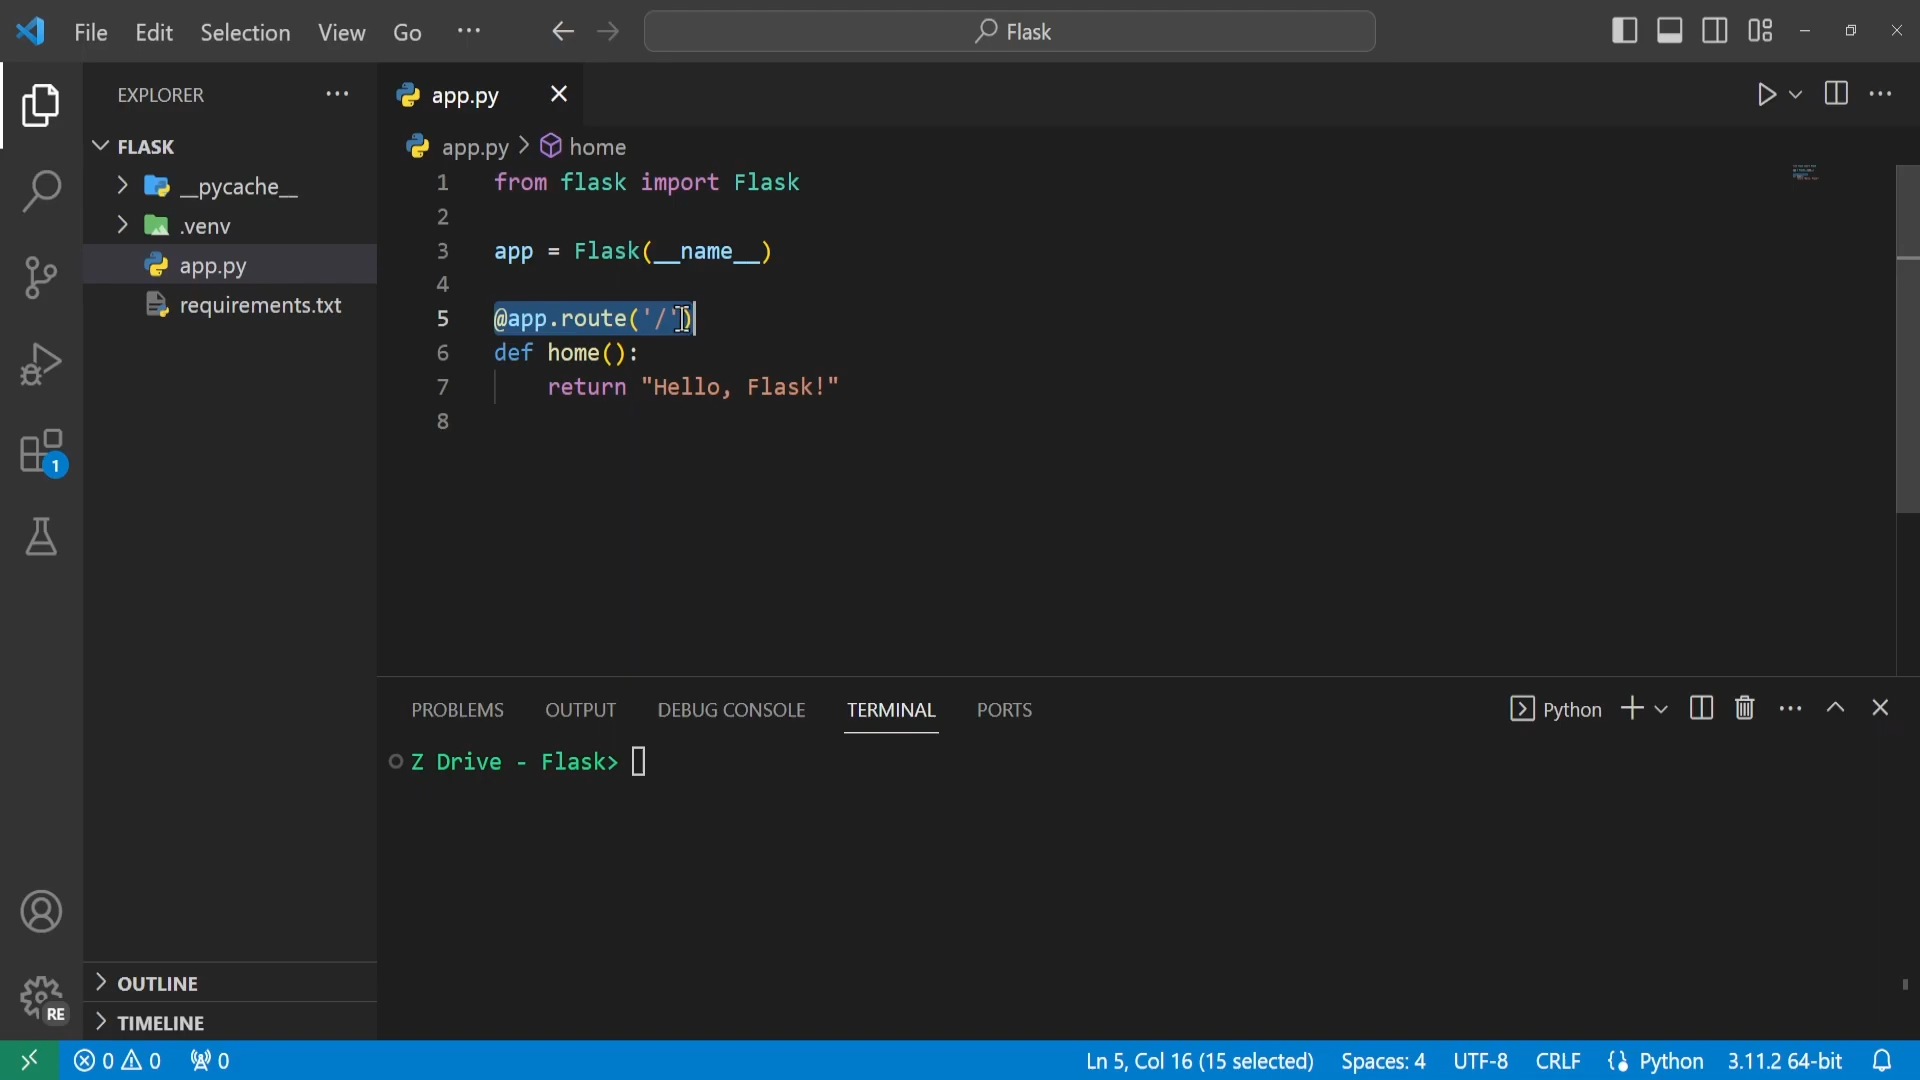 File Edit Selection View Go ··· Flask
EXPLORER ···
FLASK
__pycache__
.venv
app.py
requirements.txt
OUTLINE
TIMELINE
1
RE
app.py
app.py > home
1 from flask import Flask
2
3 app = Flask(__name__)
4
5 @app.route('/')
6 def home():
7 return "Hello, Flask!"
8
PROBLEMS OUTPUT DEBUG CONSOLE TERMINAL PORTS Python
Z Drive - Flask>
0 0 0 Ln 5, Col 16 (15 selected) Spaces: 4 UTF-8 CRLF Python 3.11.2 64-bit